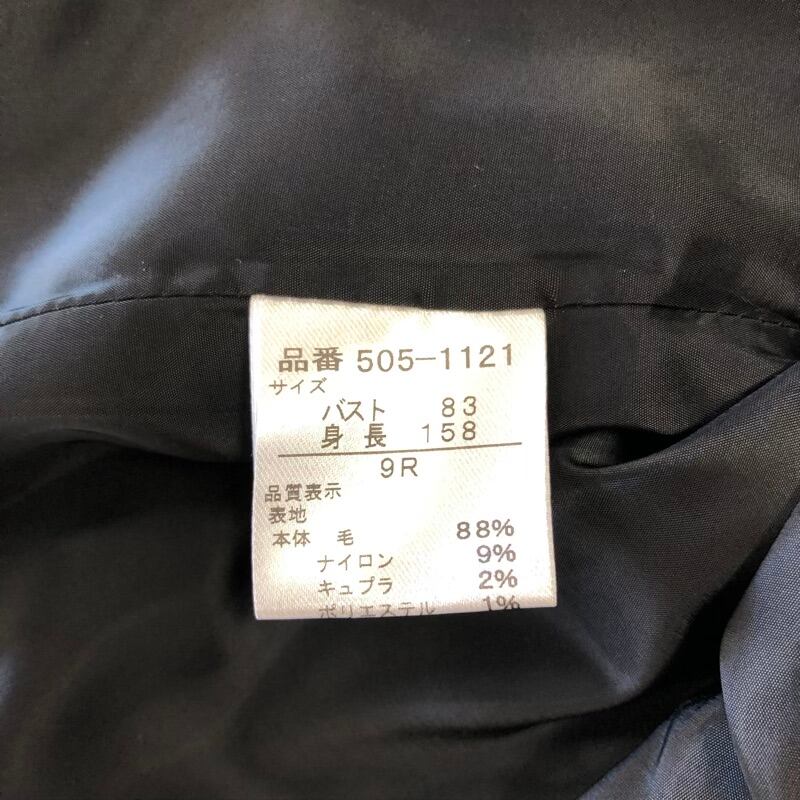 品番 505-1121
サイズ
バスト 83
身長 158
9R
品質表示
表地
本体 毛 88%
ナイロン 9%
キュプラ 2%
ポリエステル 1%